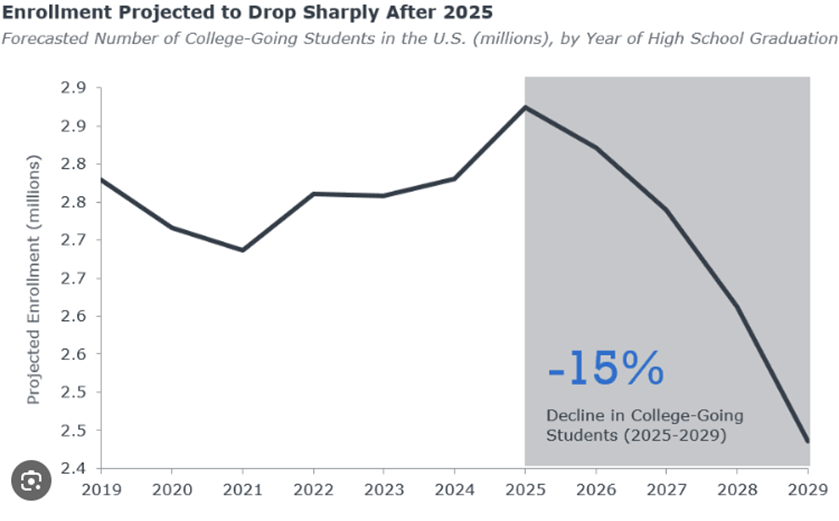 Enrollment Projected to Drop Sharply After 2025
Forecasted Number of College-Going Students in the U.S. (millions), by Year of High School Graduation
Projected Enrollment (millions)
2.9
2.9
2.8
2.8
2.7
2.7
2.6
2.6
2.5
2.5
2.4
-15%
Decline in College-Going
Students (2025-2029)
2019 2020 2021 2022 2023 2024 2025 2026 2027 2028 2029